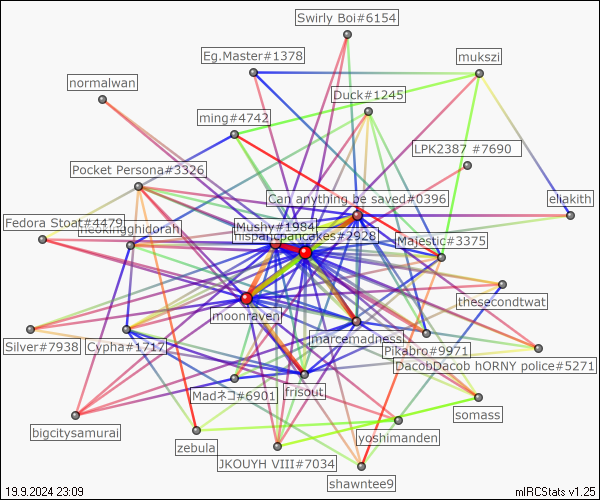 Swirly Boi#6154
Eg.Master#1378
mukszi
normalwan
Duck#1245
ming#4742
LPK2387 #7690
Pocket Persona#3326
Can anything be saved#0396
eliakith
Fedora Stoat#4479
Mushy#1984
hispanicpancakes#2928
Majestic#3375
moonraven
thesecondtwat
marcemadness
Silver#7938
Cypha#1717
Pikabro#9971
DacobDacob hORNY police#5271
Madネコ#6901
frisout
somass
bigcitysamurai
zebula
yoshimanden
JKOUYH VIII#7034
shawntee9
19.9.2024 23:09
mIRCStats v1.25